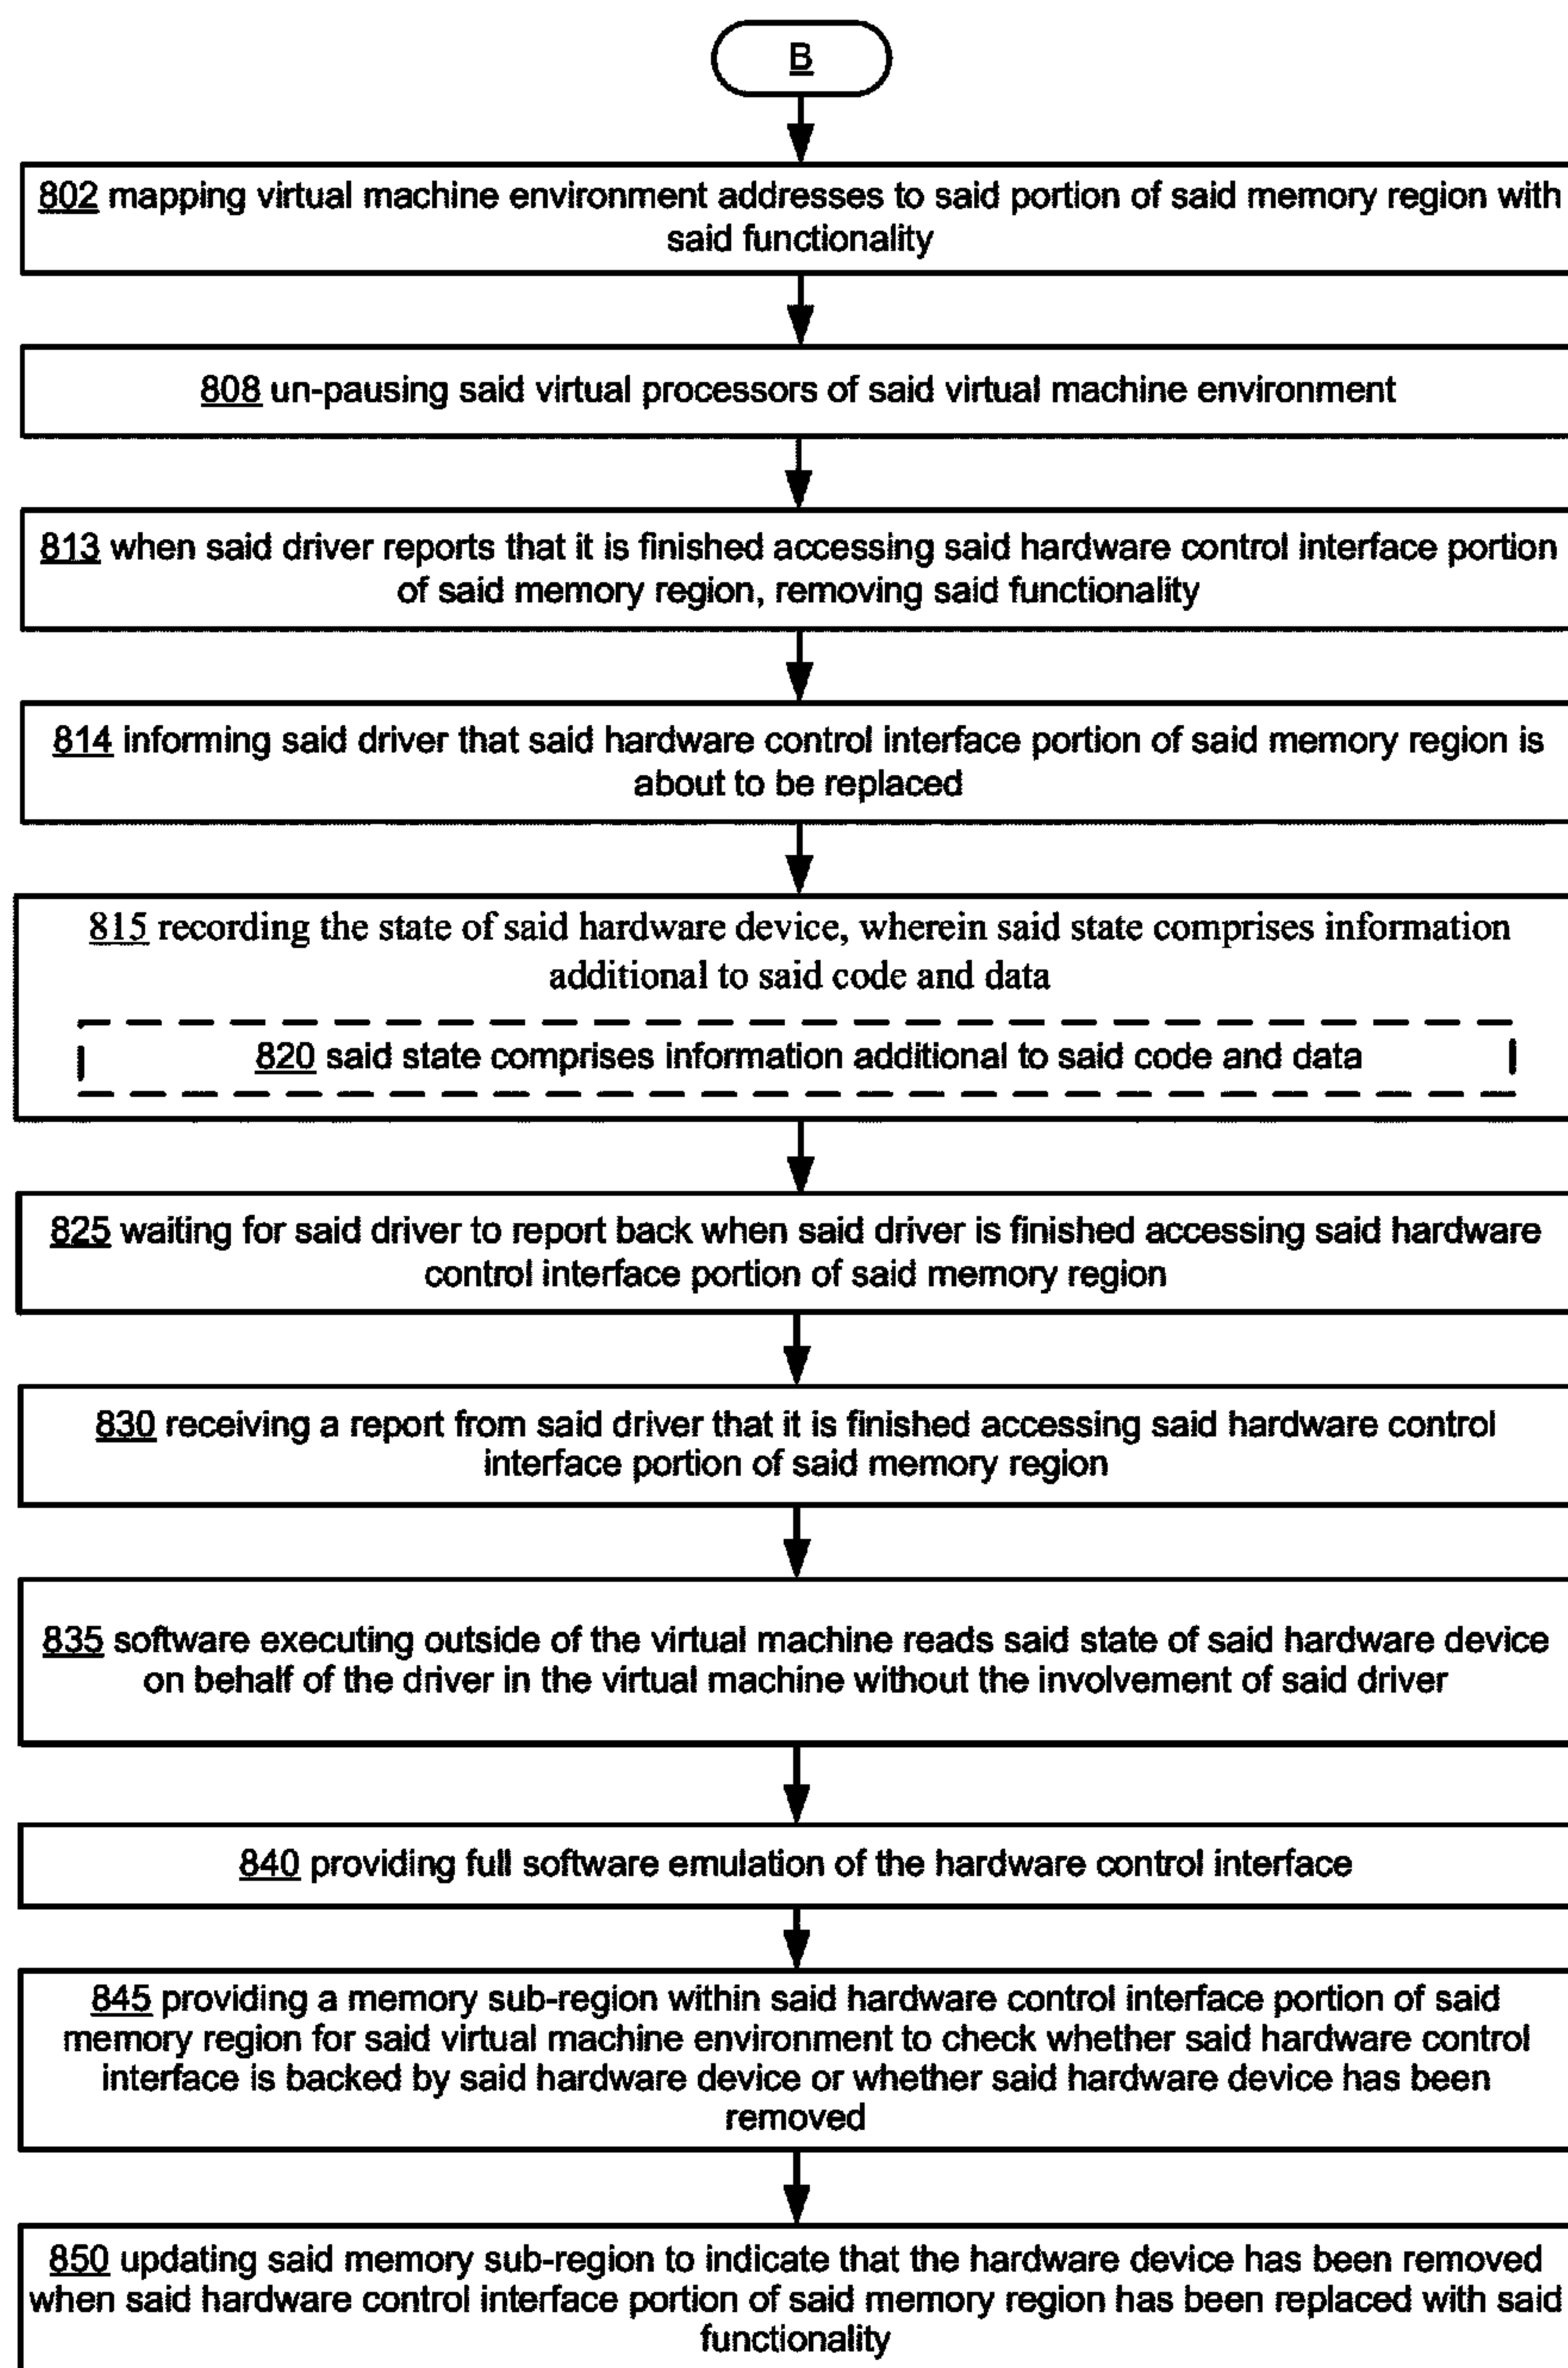 B
802 mapping virtual machine environment addresses to said portion of said memory region with
said functionality
808 un-pausing said virtual processors of said virtual machine environment
813 when said driver reports that it is finished accessing said hardware control interface portion
of said memory region, removing said functionality
814 informing said driver that said hardware control interface portion of said memory region is
about to be replaced
815 recording the state of said hardware device, wherein said state comprises information
additional to said code and data
820 said state comprises information additional to said code and data
825 waiting for said driver to report back when said driver is finished accessing said hardware
control interface portion of said memory region
830 receiving a report from said driver that it is finished accessing said hardware control
interface portion of said memory region
835 software executing outside of the virtual machine reads said state of said hardware device
on behalf of the driver in the virtual machine without the involvement of said driver
840 providing full software emulation of the hardware control interface
845 providing a memory sub-region within said hardware control interface portion of said
memory region for said virtual machine environment to check whether said hardware control
interface is backed by said hardware device or whether said hardware device has been
removed
850 updating said memory sub-region to indicate that the hardware device has been removed
when said hardware control interface portion of said memory region has been replaced with said
functionality